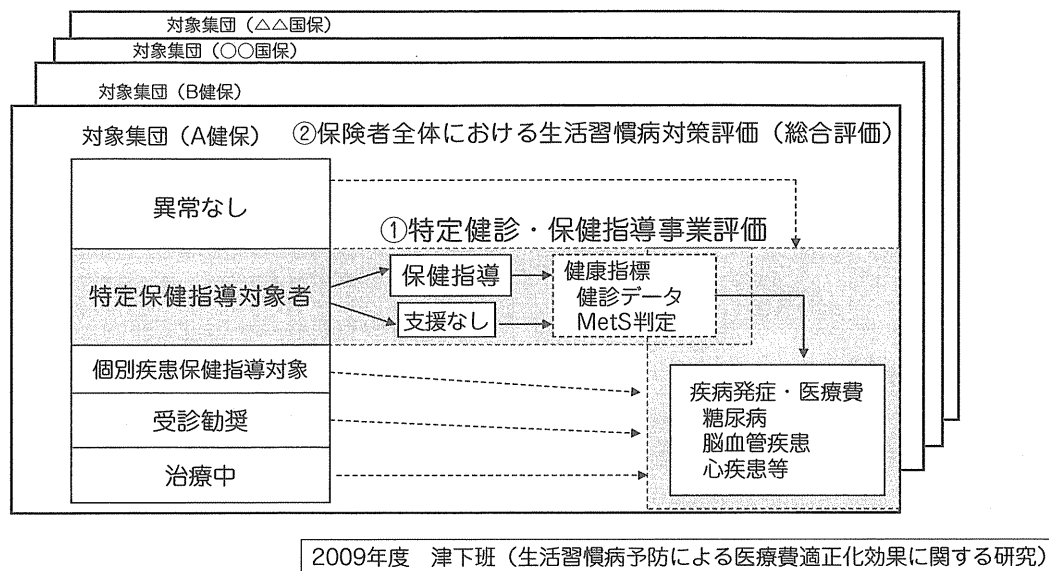 対象集団（△△国保）
対象集団（〇〇国保）
対象集団（B健保）
対象集団（A健保）
②保険者全体における生活習慣病対策評価（総合評価）
異常なし
①特定健診・保健指導事業評価
特定保健指導対象者
保健指導
支援なし
健康指標
健診データ
MetS判定
個別疾患保健指導対象
受診勧奨
治療中
疾病発症・医療費
糖尿病
脳血管疾患
心疾患等
2009年度　津下班（生活習慣病予防による医療費適正化効果に関する研究）